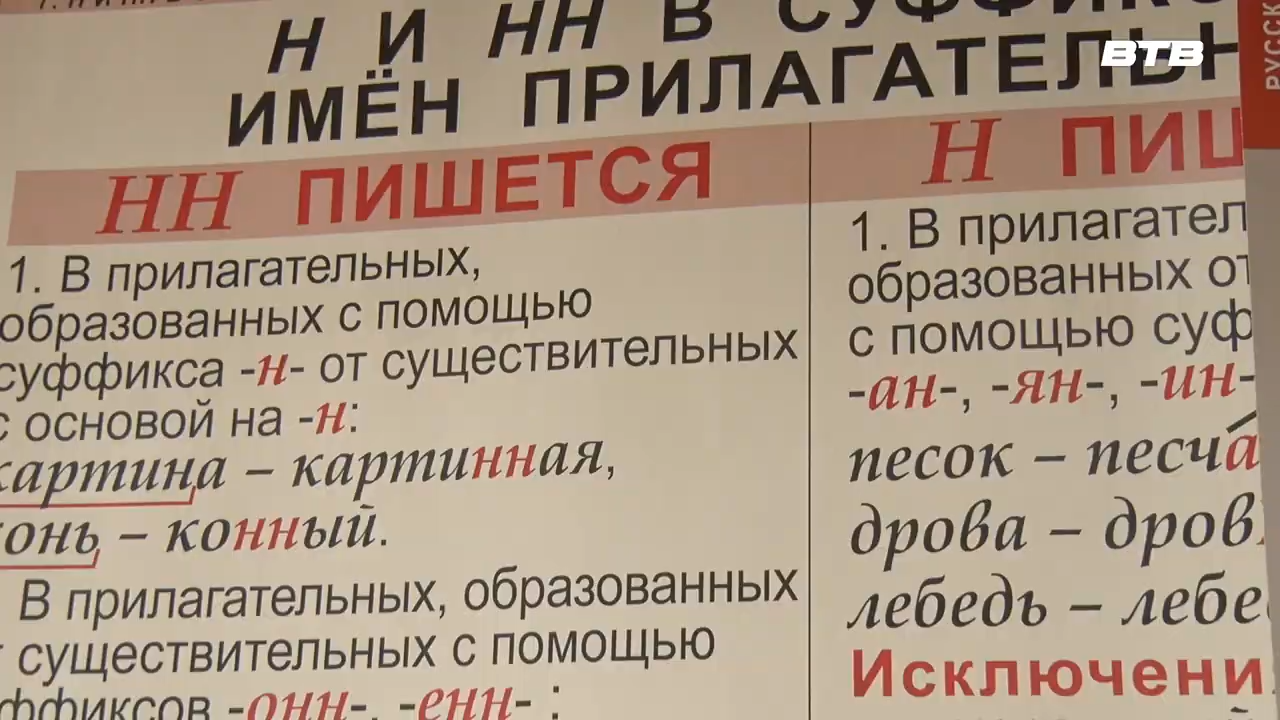 Н И НН В СУФФИКС
ИМЁН ПРИЛАГАТЕЛЬН
ВТВ
РУССК
НН ПИШЕТСЯ
1. В прилагательных,
образованных с помощью
суффикса -н- от существительных
с основой на -н:
картина – картинная,
конь – конный.
В прилагательных, образованных
существительных с помощью
ффиксов -онн-, -енн- :
Н ПИШ
1. В прилагател
образованных от
с помощью суф
-ан-, -ян-, -ин-
песок – песча
дрова – дров
лебедь – лебе
Исключени